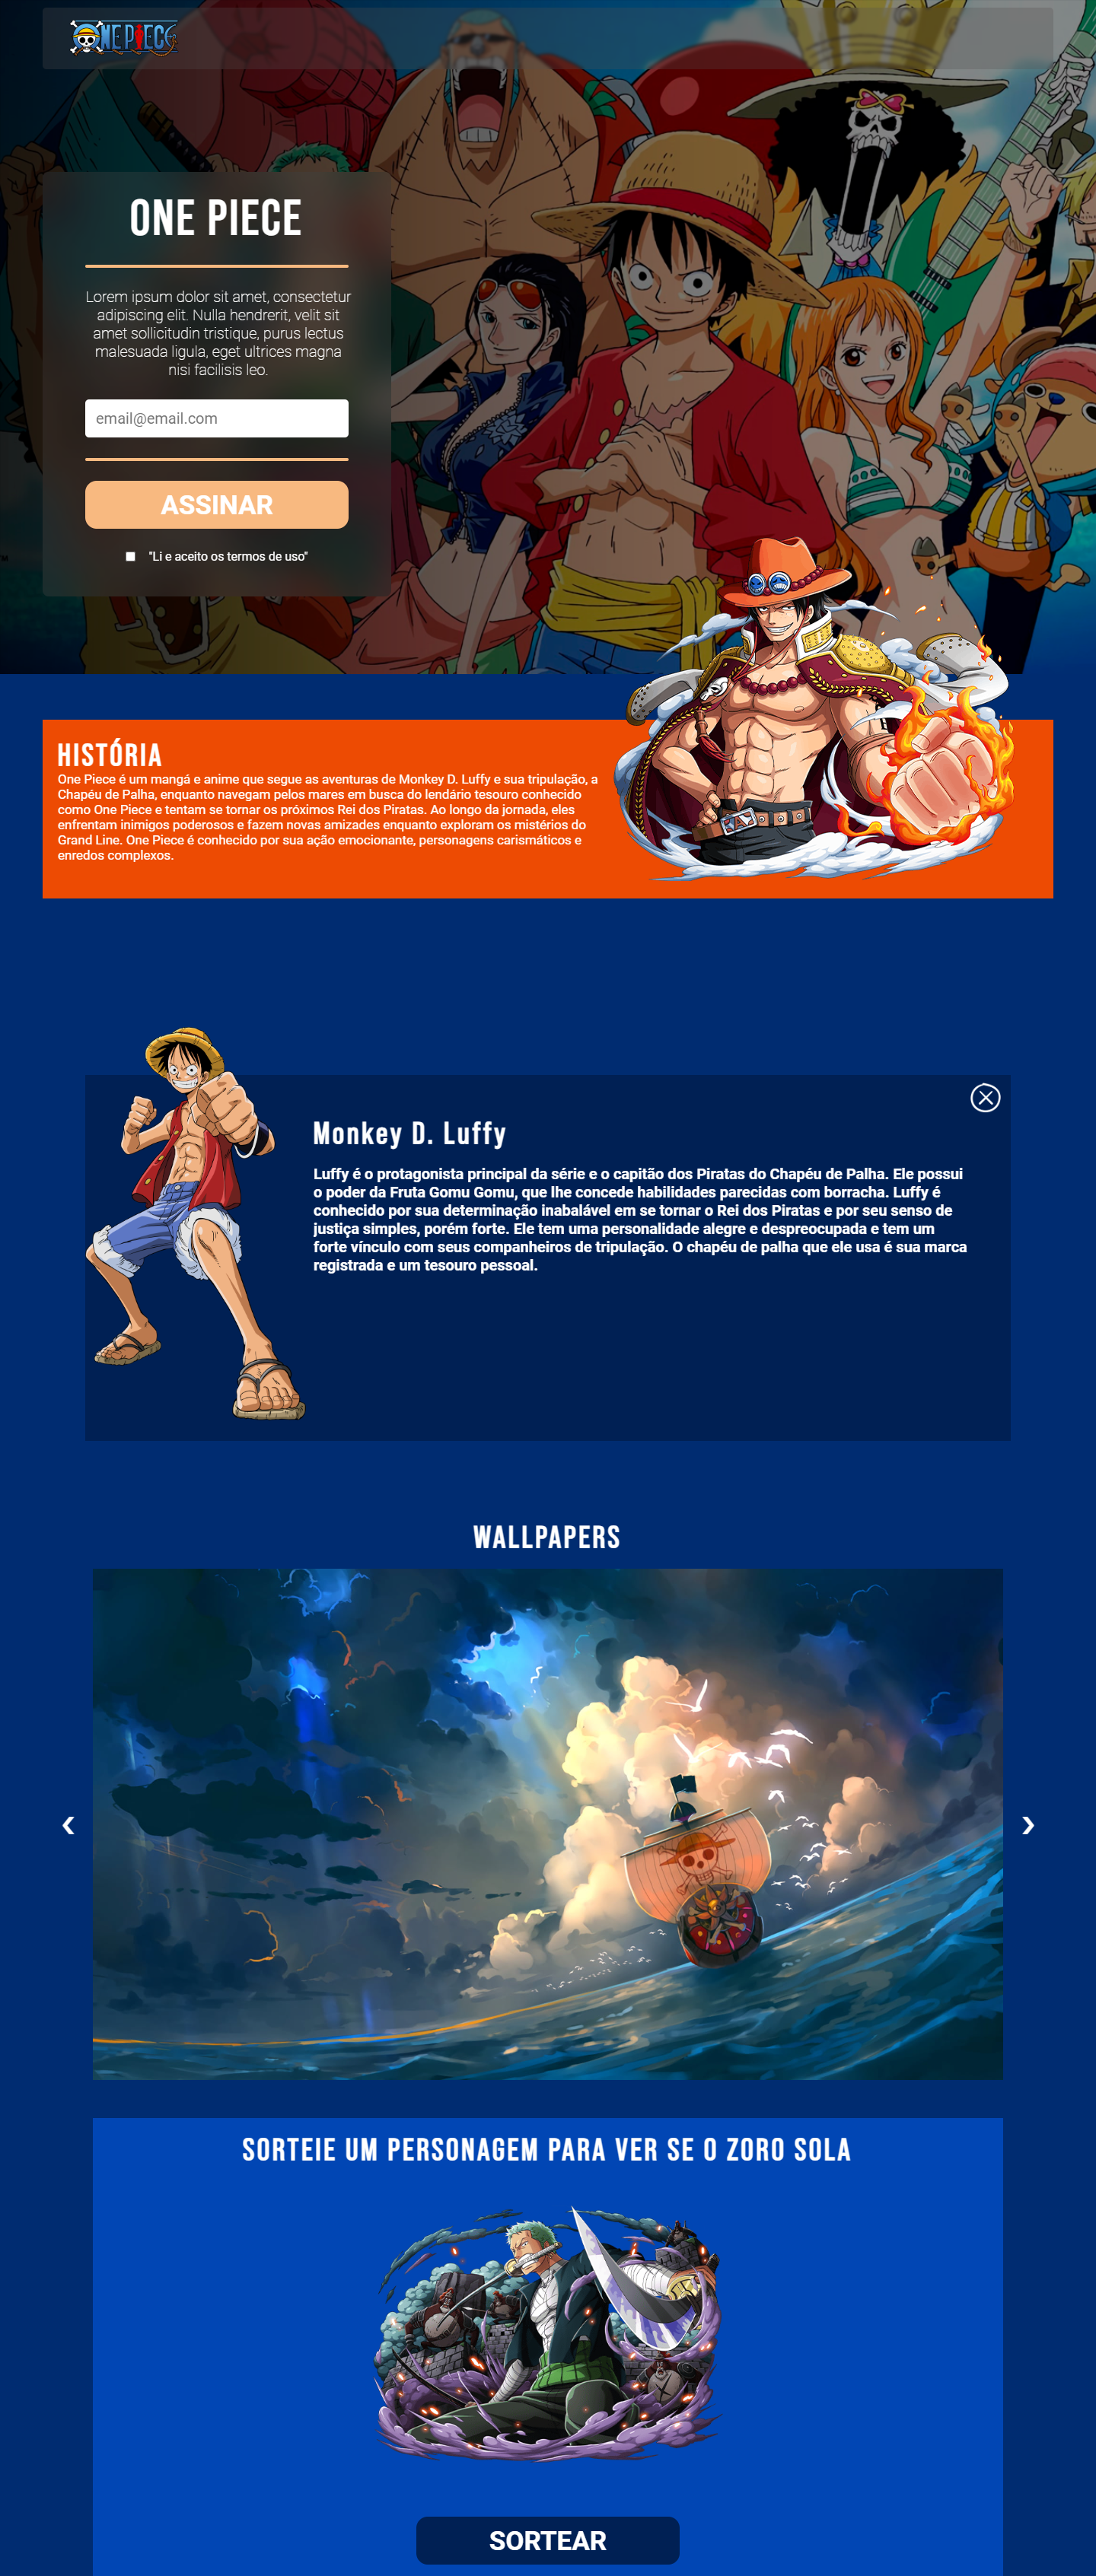 ONE PIECE
ONE PIECE
Lorem ipsum dolor sit amet, consectetur
adipiscing elit. Nulla hendrerit, velit sit
amet sollicitudin tristique, purus lectus
malesuada ligula, eget ultrices magna
nisi facilisis leo.
email@email.com
ASSINAR
"Li e aceito os termos de uso"
HISTÓRIA
One Piece é um mangá e anime que segue as aventuras de Monkey D. Luffy e sua tripulação, a
Chapéu de Palha, enquanto navegam pelos mares em busca do lendário tesouro conhecido
como One Piece e tentam se tornar os próximos Rei dos Piratas. Ao longo da jornada, eles
enfrentam inimigos poderosos e fazem novas amizades enquanto exploram os mistérios do
Grand Line. One Piece é conhecido por sua ação emocionante, personagens carismáticos e
enredos complexos.
Monkey D. Luffy
Luffy é o protagonista principal da série e o capitão dos Piratas do Chapéu de Palha. Ele possui
o poder da Fruta Gomu Gomu, que lhe concede habilidades parecidas com borracha. Luffy é
conhecido por sua determinação inabalável em se tornar o Rei dos Piratas e por seu senso de
justiça simples, porém forte. Ele tem uma personalidade alegre e despreocupada e tem um
forte vínculo com seus companheiros de tripulação. O chapéu de palha que ele usa é sua marca
registrada e um tesouro pessoal.
WALLPAPERS
SORTEIE UM PERSONAGEM PARA VER SE O ZORO SOLA
SORTEAR